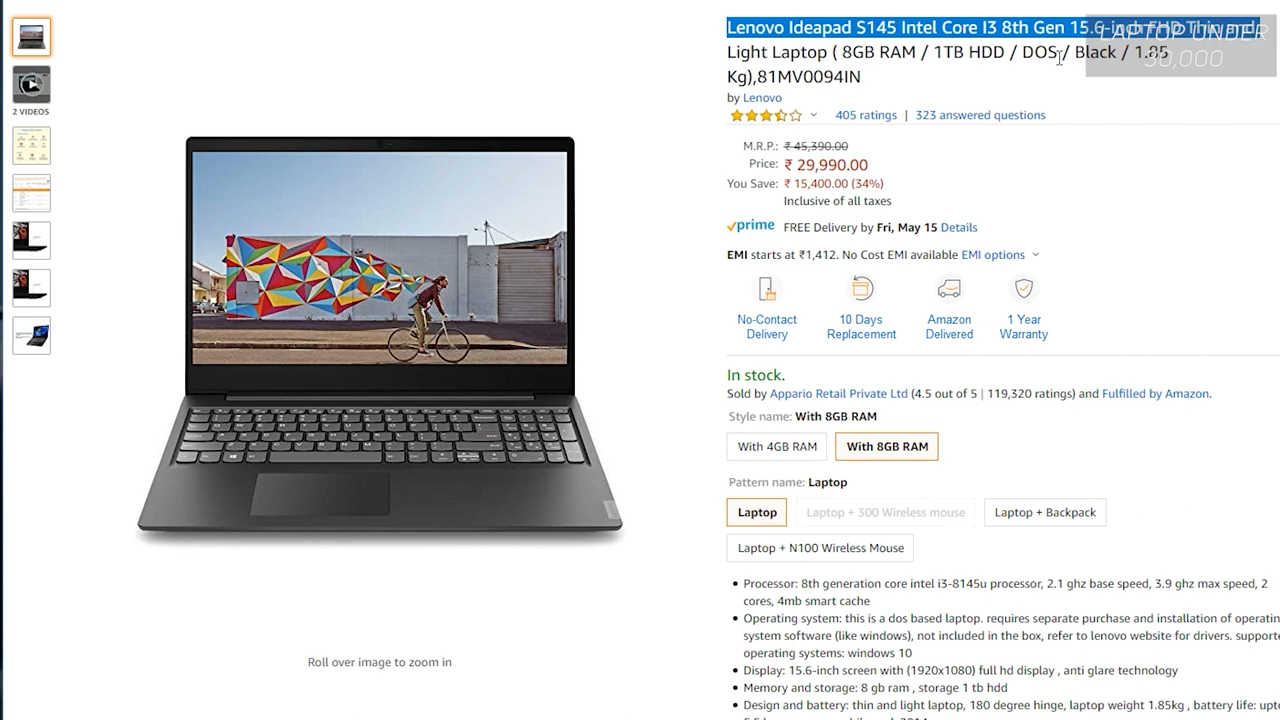 Lenovo Ideapad S145 Intel Core I3 8th Gen 15.6-inch FHD Thin and
LAPTOP UNDER
30,000
Light Laptop ( 8GB RAM / 1TB HDD / DOS / Black / 1.85
Kg),81MV0094IN
by Lenovo
405 ratings | 323 answered questions
M.R.P.: ₹ 45,390.00
Price: ₹ 29,990.00
You Save: ₹ 15,400.00 (34%)
Inclusive of all taxes
prime FREE Delivery by Fri, May 15 Details
EMI starts at ₹1,412. No Cost EMI available EMI options
No-Contact
Delivery
10 Days
Replacement
Amazon
Delivered
1 Year
Warranty
In stock.
Sold by Appario Retail Private Ltd (4.5 out of 5 | 119,320 ratings) and Fulfilled by Amazon.
Style name: With 8GB RAM
With 4GB RAM
With 8GB RAM
Pattern name: Laptop
Laptop
Laptop + 300 Wireless mouse
Laptop + Backpack
Laptop + N100 Wireless Mouse
Processor: 8th generation core intel i3-8145u processor, 2.1 ghz base speed, 3.9 ghz max speed, 2
cores, 4mb smart cache
Operating system: this is a dos based laptop. requires separate purchase and installation of operatin
system software (like windows), not included in the box, refer to lenovo website for drivers. supporte
operating systems: windows 10
Display: 15.6-inch screen with (1920x1080) full hd display , anti glare technology
Memory and storage: 8 gb ram , storage 1 tb hdd
Design and battery: thin and light laptop, 180 degree hinge, laptop weight 1.85kg , battery life: upto
2 VIDEOS
Roll over image to zoom in